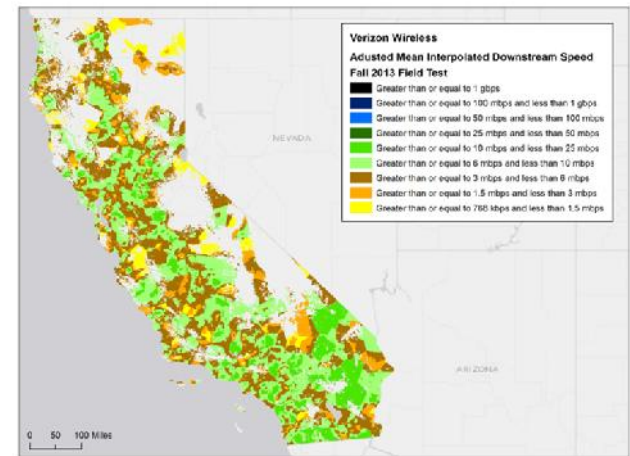 Verizon Wireless
Adusted Mean Interpolated Downstream Speed
Fall 2013 Field Test
Greater than or equal to 1 gbps
Greater than or equal to 100 mbps and less than 1 gbps
Greater than or equal to 50 mbps and less than 100 mbps
Greater than or equal to 25 mbps and less than 50 mbps
Greater than or equal to 10 mbps and less than 25 mbps
Greater than or equal to 6 mbps and less than 10 mbps
Greater than or equal to 3 mbps and less than 6 mbps
Greater than or equal to 1.5 mbps and less than 3 mbps
Greater than or equal to 768 kbps and less than 1.5 mbps
NEVADA
ARIZONA
0 50 100 Miles